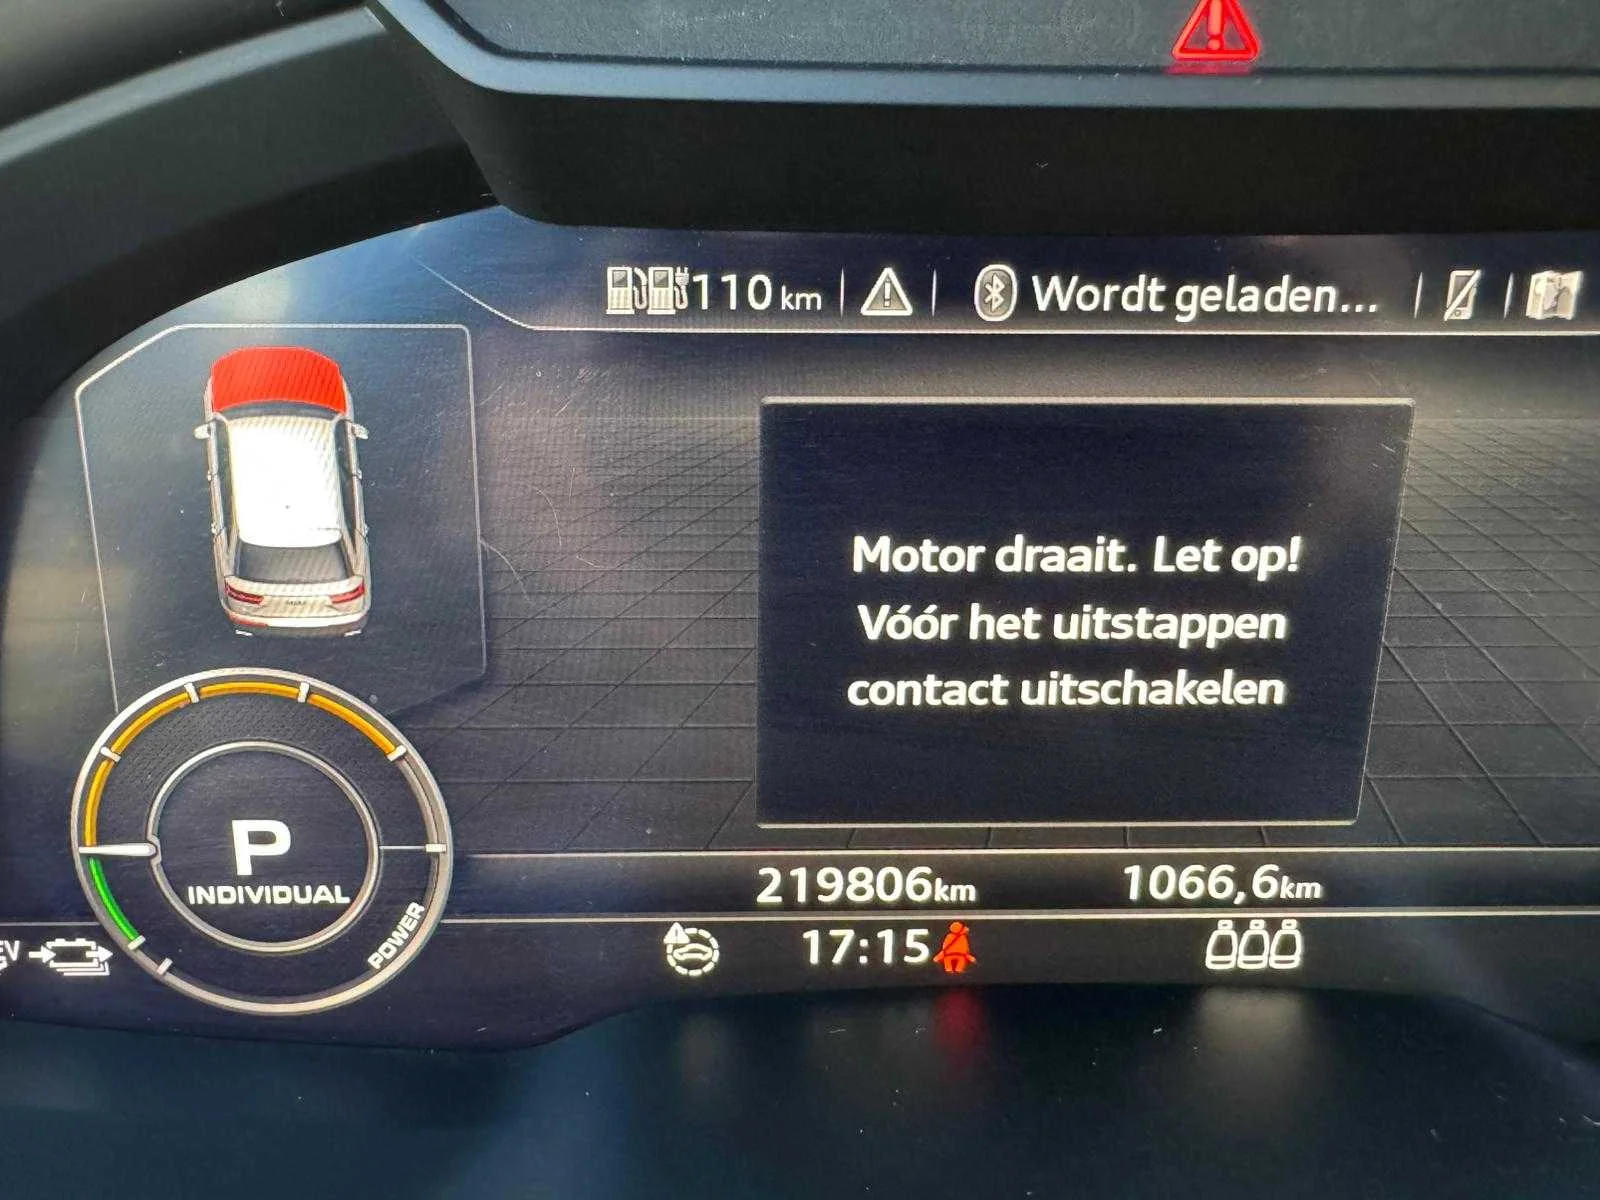 110 km
Wordt geladen...
Motor draait. Let op!
Vóór het uitstappen
contact uitschakelen
P
INDIVIDUAL
POWER
219806km
1066,6km
EV
17:15